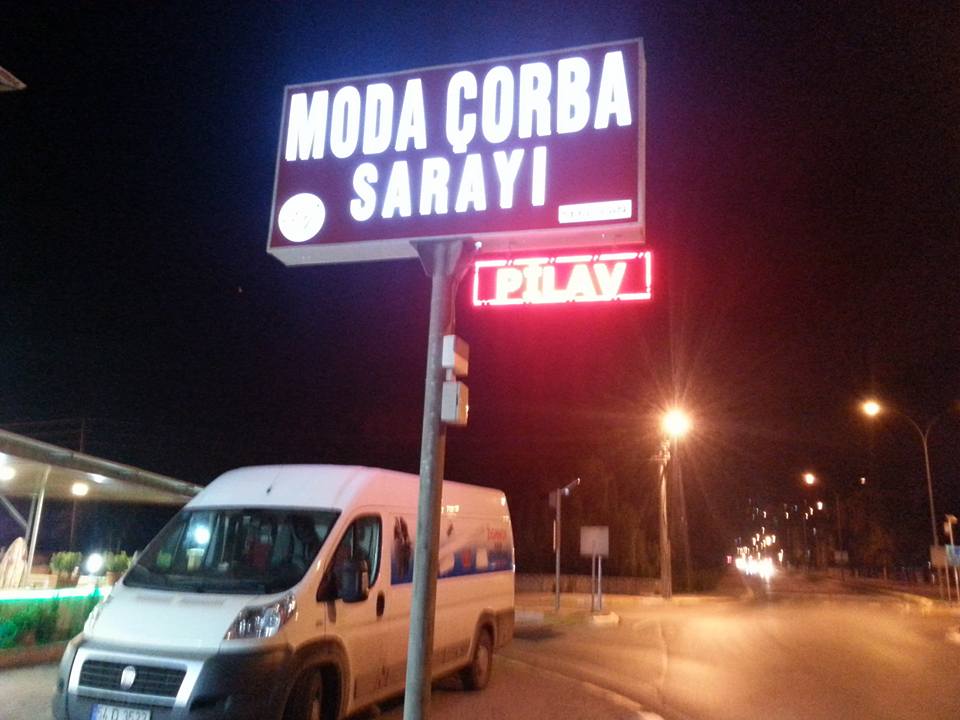 MODA ÇORBA
SARAYI
PİLAV